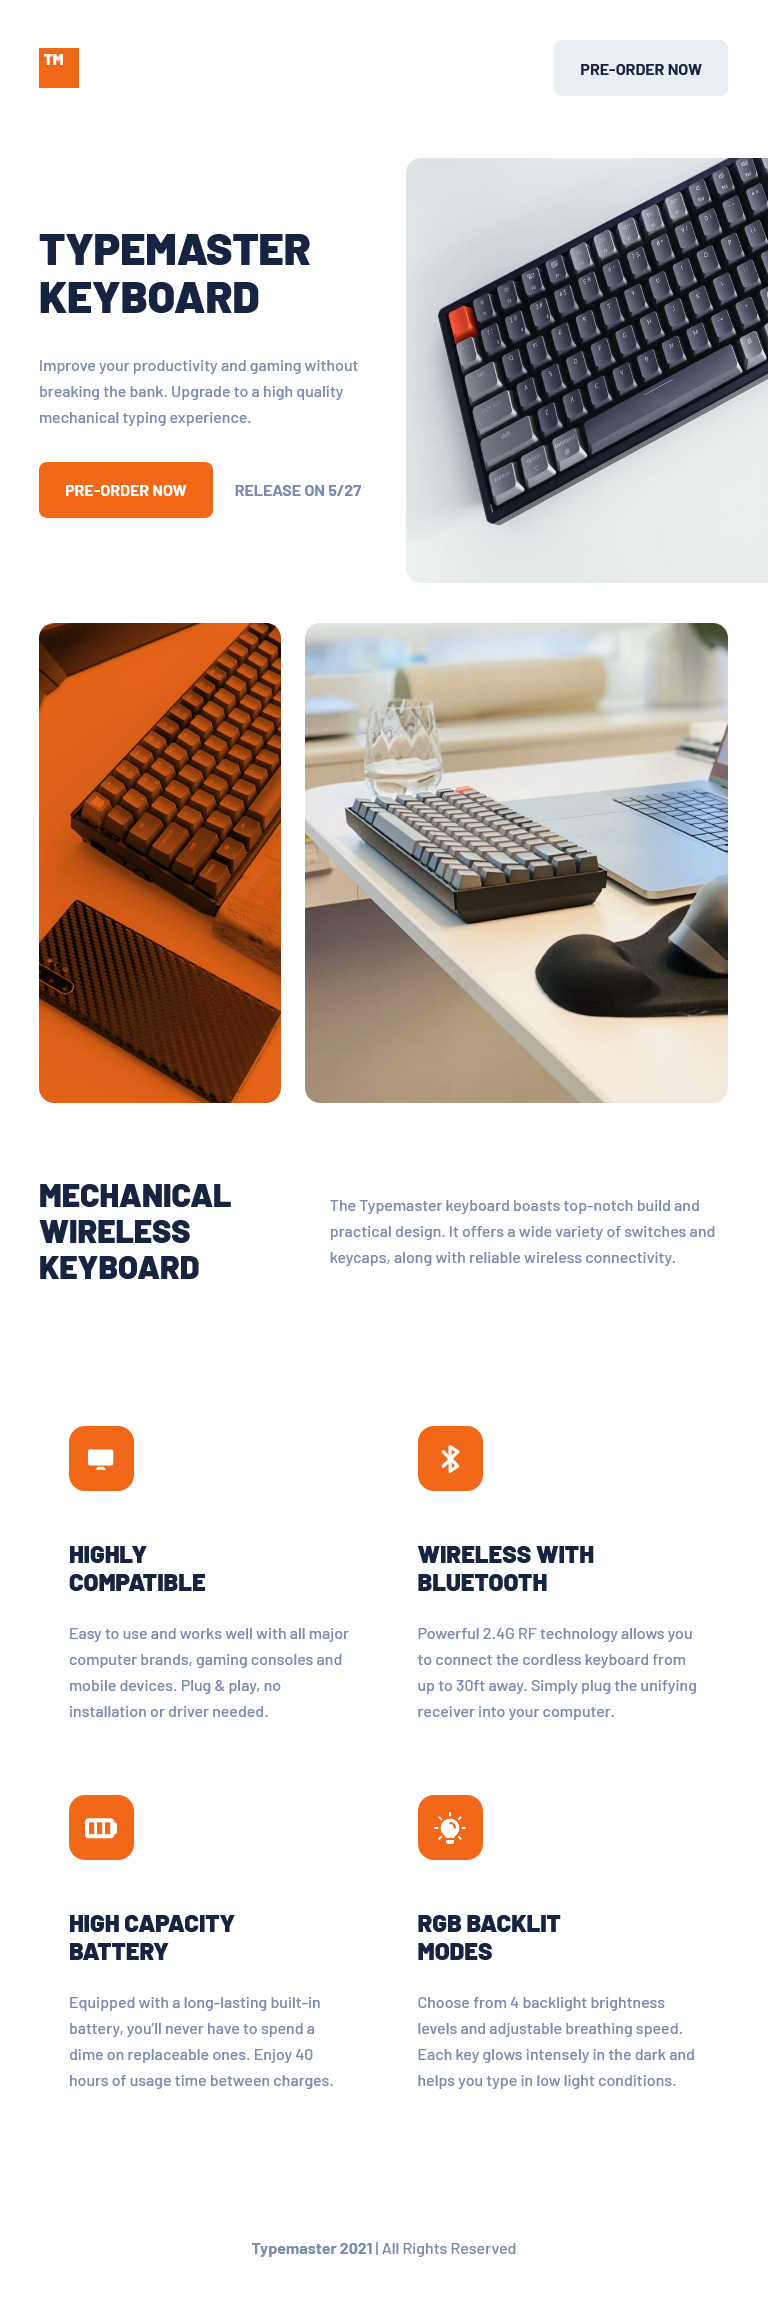 TM
PRE-ORDER NOW
TYPEMASTER
KEYBOARD
Improve your productivity and gaming without
breaking the bank. Upgrade to a high quality
mechanical typing experience.
PRE-ORDER NOW
RELEASE ON 5/27
MECHANICAL
WIRELESS
KEYBOARD
The Typemaster keyboard boasts top-notch build and
practical design. It offers a wide variety of switches and
keycaps, along with reliable wireless connectivity.
HIGHLY
COMPATIBLE
Easy to use and works well with all major
computer brands, gaming consoles and
mobile devices. Plug & play, no
installation or driver needed.
WIRELESS WITH
BLUETOOTH
Powerful 2.4G RF technology allows you
to connect the cordless keyboard from
up to 30ft away. Simply plug the unifying
receiver into your computer.
HIGH CAPACITY
BATTERY
Equipped with a long-lasting built-in
battery, you’ll never have to spend a
dime on replaceable ones. Enjoy 40
hours of usage time between charges.
RGB BACKLIT
MODES
Choose from 4 backlight brightness
levels and adjustable breathing speed.
Each key glows intensely in the dark and
helps you type in low light conditions.
Typemaster 2021 | All Rights Reserved